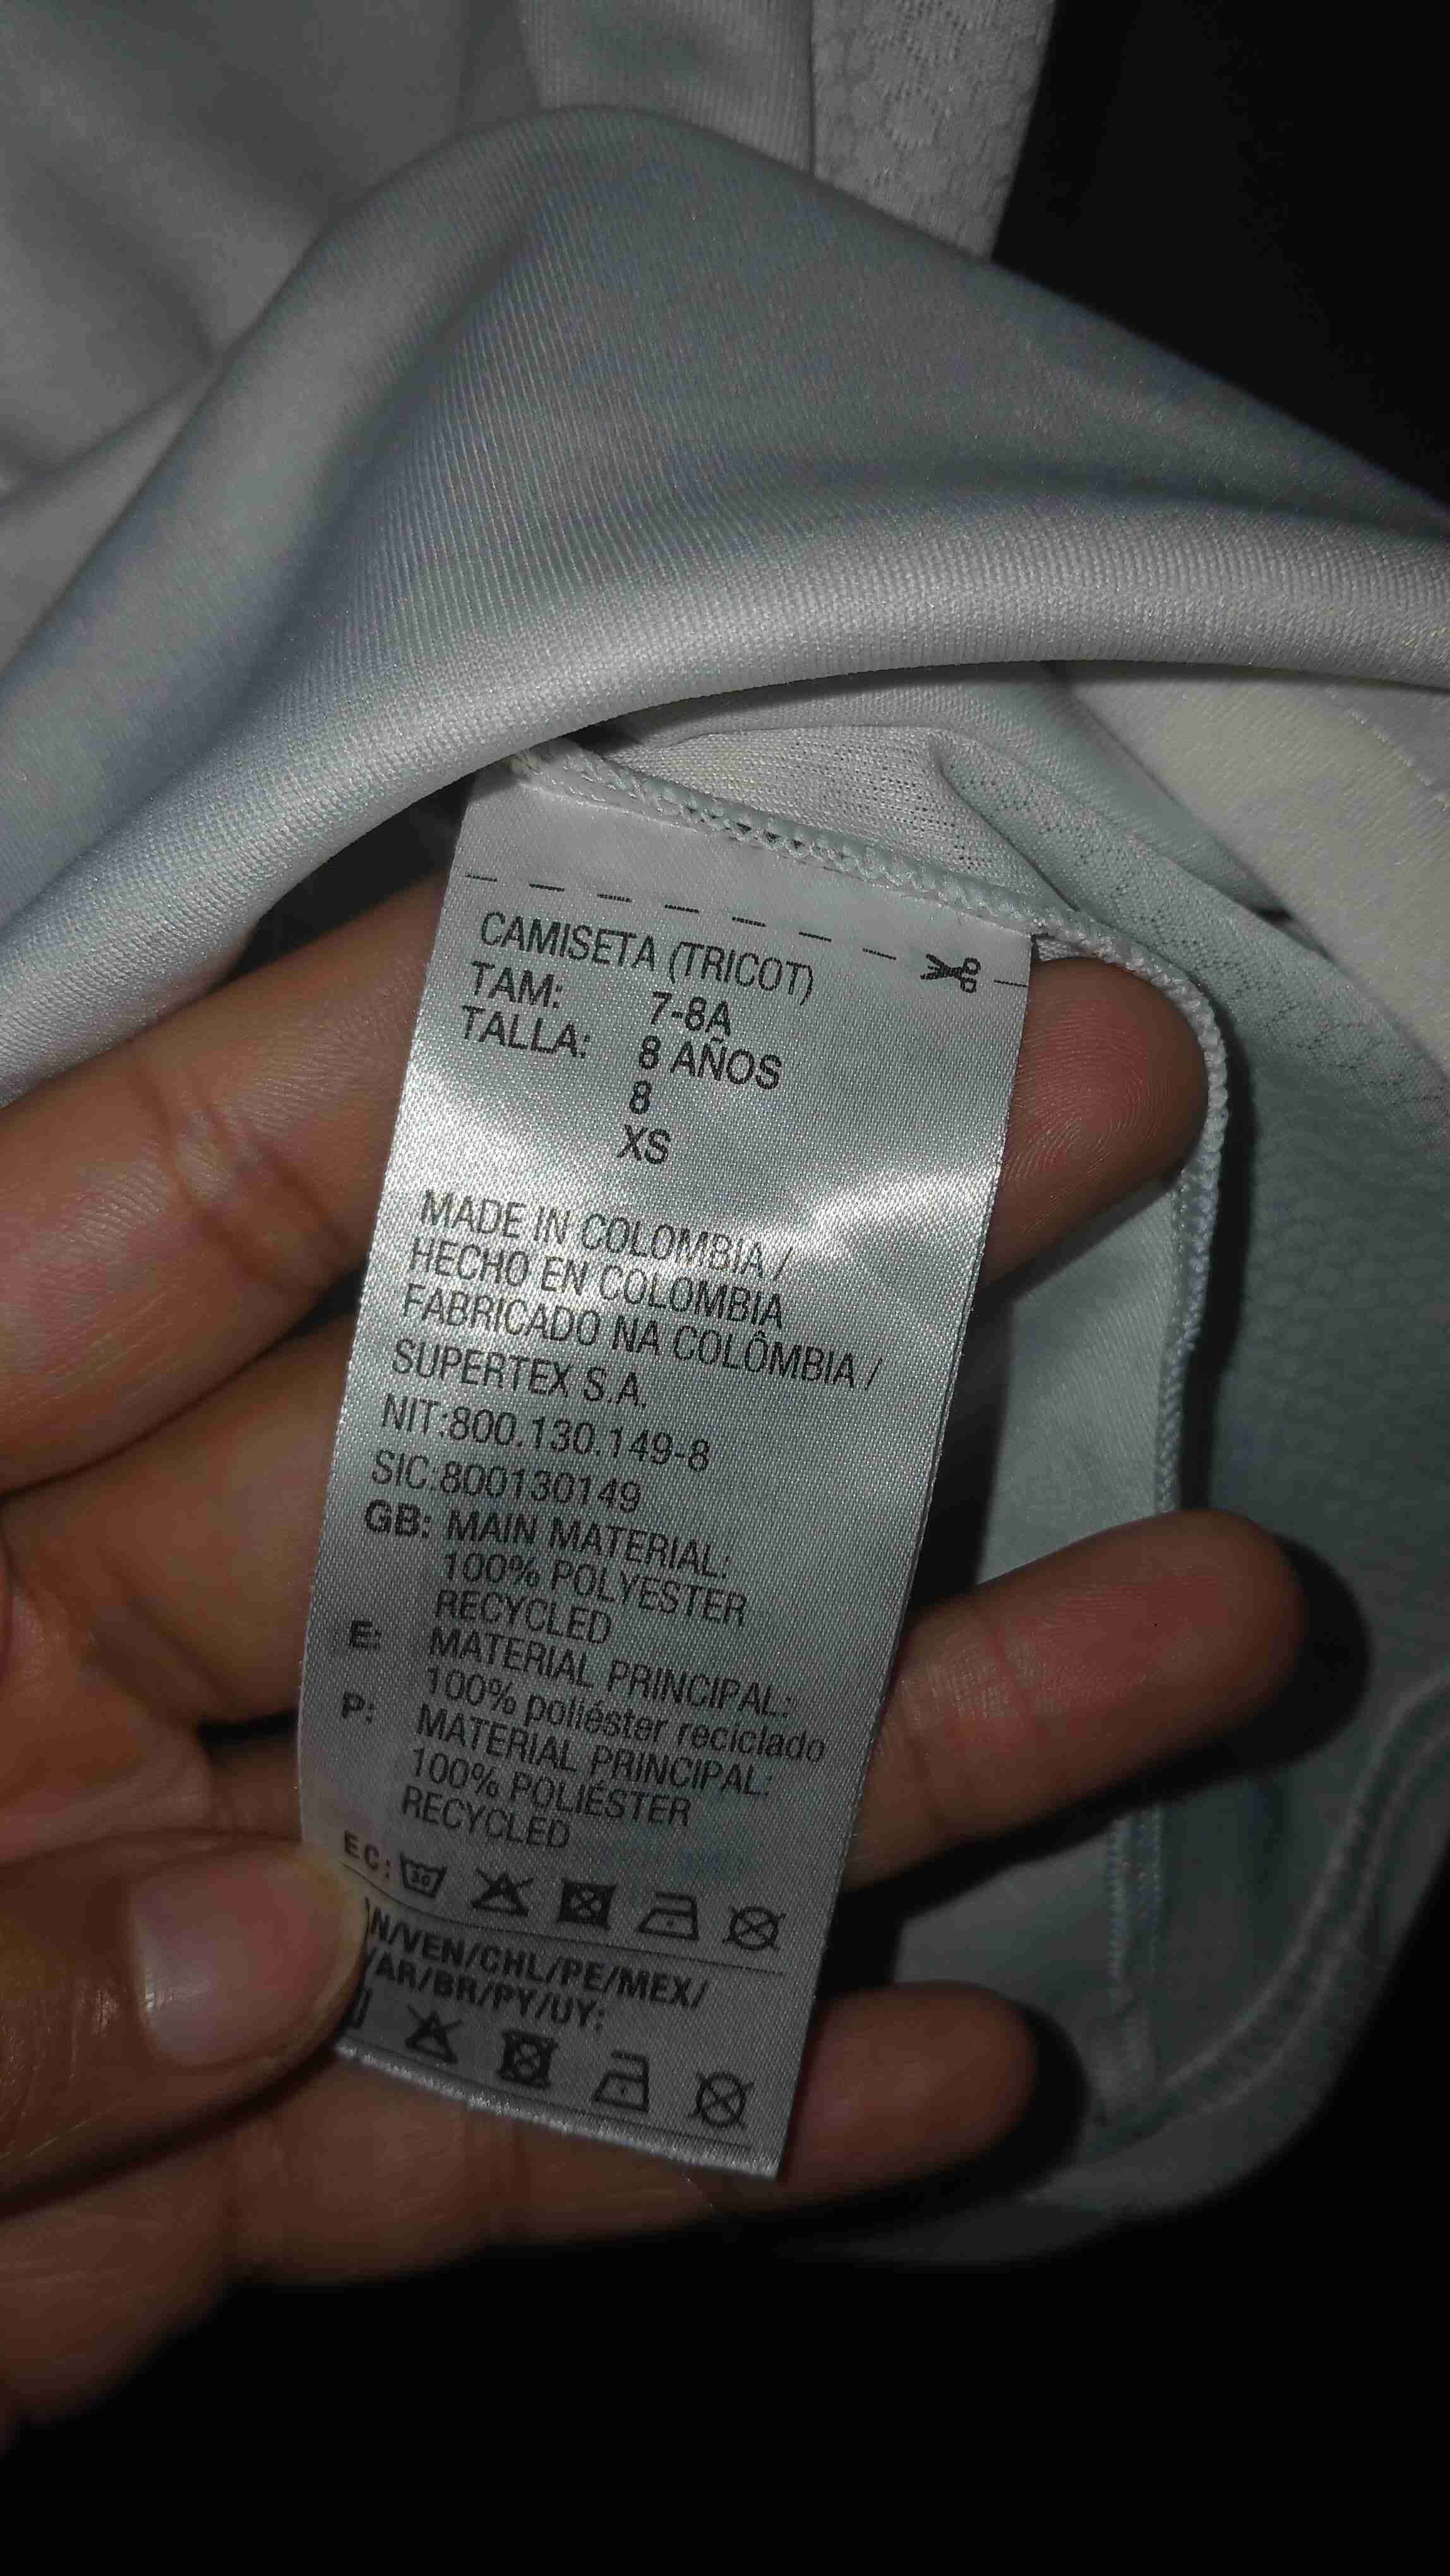 CAMISETA (TRICOT)
TAM: 7-8A
TALLA: 8 AÑOS
8
XS
MADE IN COLOMBIA /
HECHO EN COLOMBIA
FABRICADO NA COLÔMBIA /
SUPERTEX S.A.
NIT:800.130.149-8
SIC:800130149
GB: MAIN MATERIAL:
100% POLYESTER
RECYCLED
E: MATERIAL PRINCIPAL:
100% poliéster reciclado
P: MATERIAL PRINCIPAL:
100% POLIÉSTER
RECYCLED
EC: 30
N/VEN/CHL/PE/MEX/
/AR/BR/PY/UY: